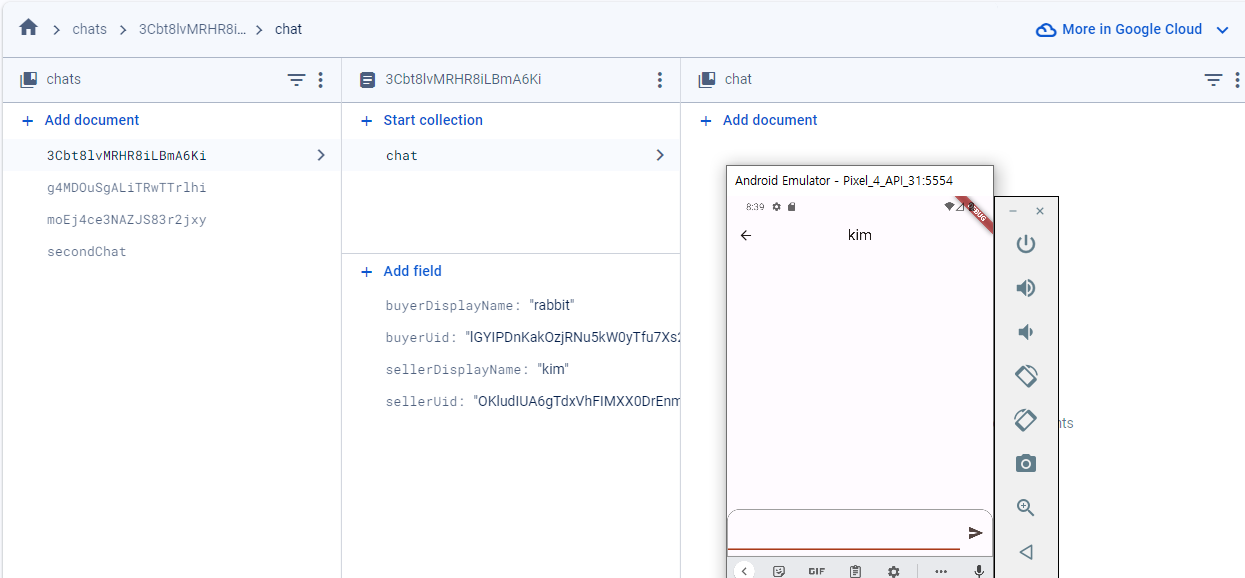 chats
3Cbt8lvMRHR8i...
chat
More in Google Cloud
chats
3Cbt8lvMRHR8iLBmA6Ki
chat
Add document
Start collection
Add document
3Cbt8lvMRHR8iLBmA6Ki
chat
g4MDOuSgALiTRwTTrlhi
moEj4ce3NAZJS83r2jxy
secondChat
Add field
buyerDisplayName: "rabbit"
buyerUid: "lGYIPDnKakOzjRNu5kW0yTfu7Xs
sellerDisplayName: "kim"
sellerUid: "OKludIUA6gTdxVhFIMXX0DrEnm
Android Emulator - Pixel_4_API_31:5554
8:39
kim
GIF